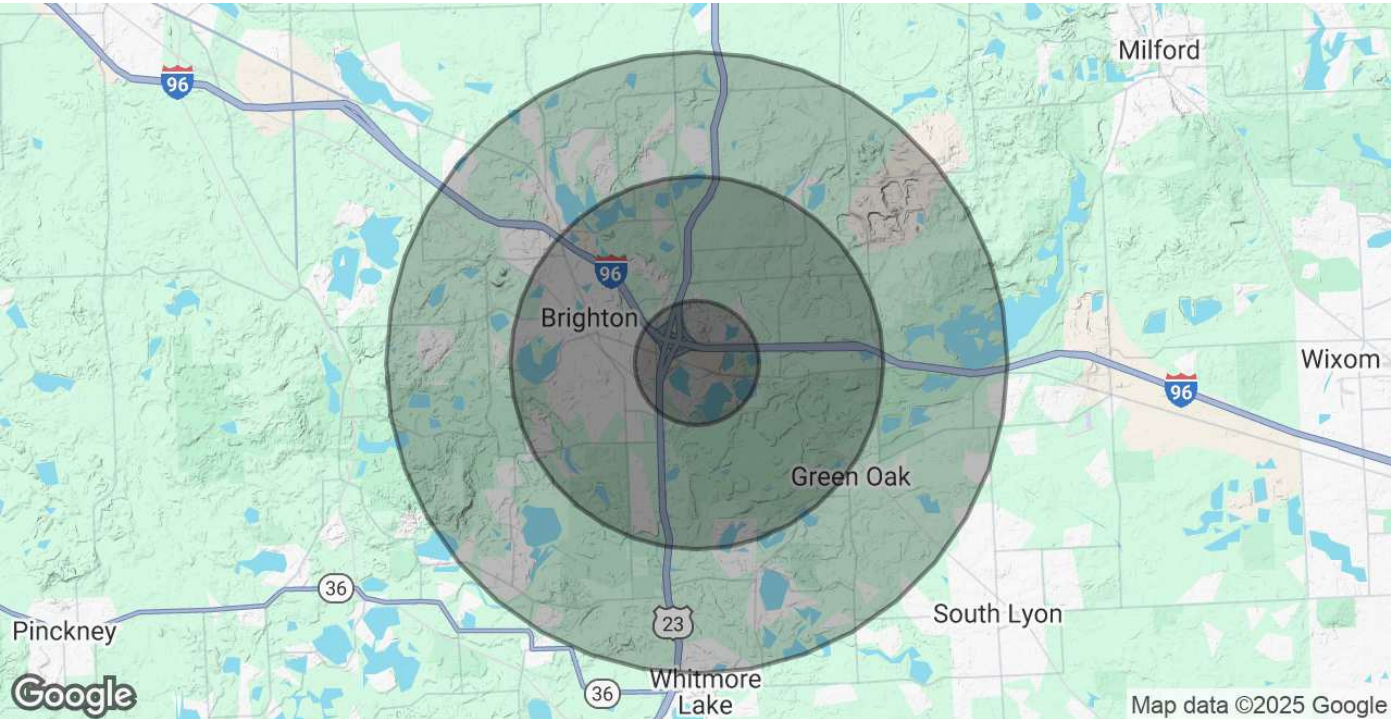 Milford
96
96
Brighton
Wixom
96
Green Oak
36
South Lyon
23
Pinckney
Whitmore
Lake
36
Google
Map data ©2025 Google